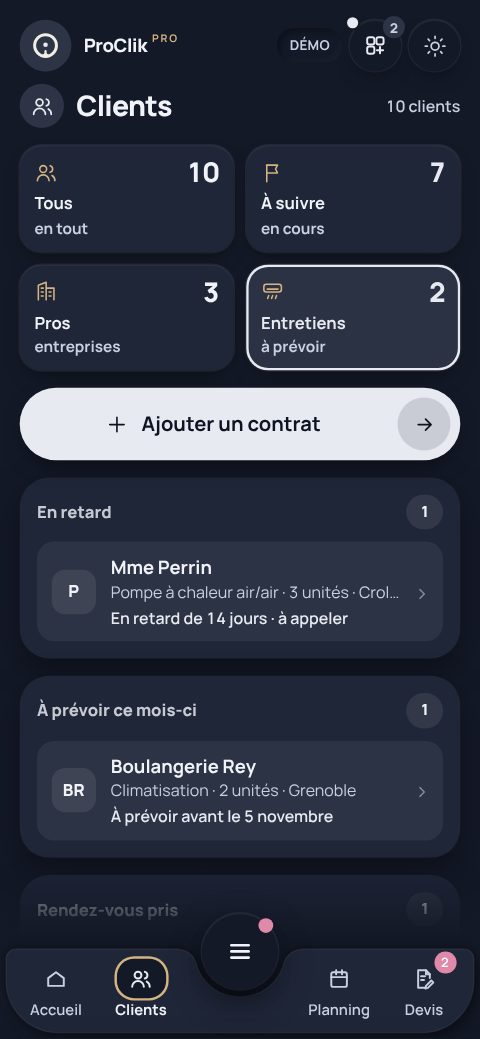 ProClik PRO
DÉMO
2
Clients
10 clients
10
Tous
en tout
7
À suivre
en cours
3
Pros
entreprises
2
Entretiens
à prévoir
+ Ajouter un contrat →
En retard
1
P
Mme Perrin
Pompe à chaleur air/air · 3 unités · Crol...
En retard de 14 jours · à appeler
À prévoir ce mois-ci
1
BR
Boulangerie Rey
Climatisation · 2 unités · Grenoble
À prévoir avant le 5 novembre
Rendez-vous pris
1
2
Accueil
Clients
Planning
Devis